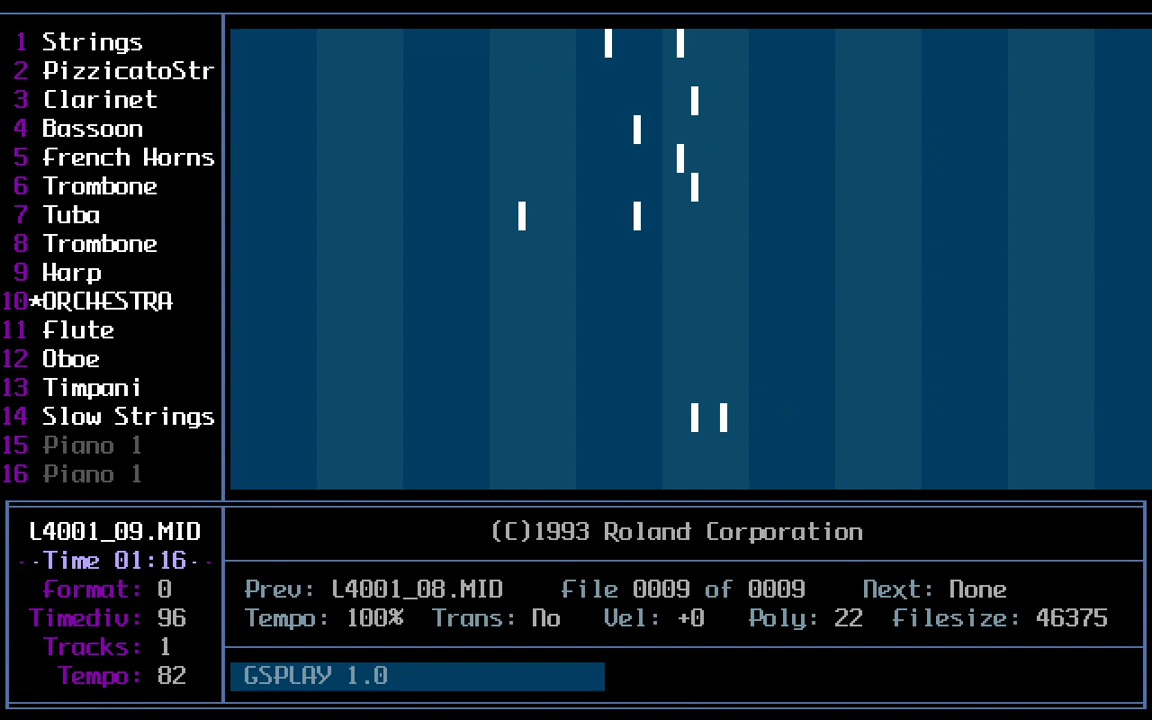 1 Strings
2 PizzicatoStr
3 Clarinet
4 Bassoon
5 French Horns
6 Trombone
7 Tuba
8 Trombone
9 Harp
10*ORCHESTRA
11 Flute
12 Oboe
13 Timpani
14 Slow Strings
15 Piano 1
16 Piano 1
L4001_09.MID
Time 01:16
Format: 0
Timediv: 96
Tracks: 1
Tempo: 82
(C)1993 Roland Corporation
Prev: L4001_08.MID File 0009 of 0009 Next: None
Tempo: 100% Trans: No Vel: +0 Poly: 22 Filesize: 46375
GSPLAY 1.0